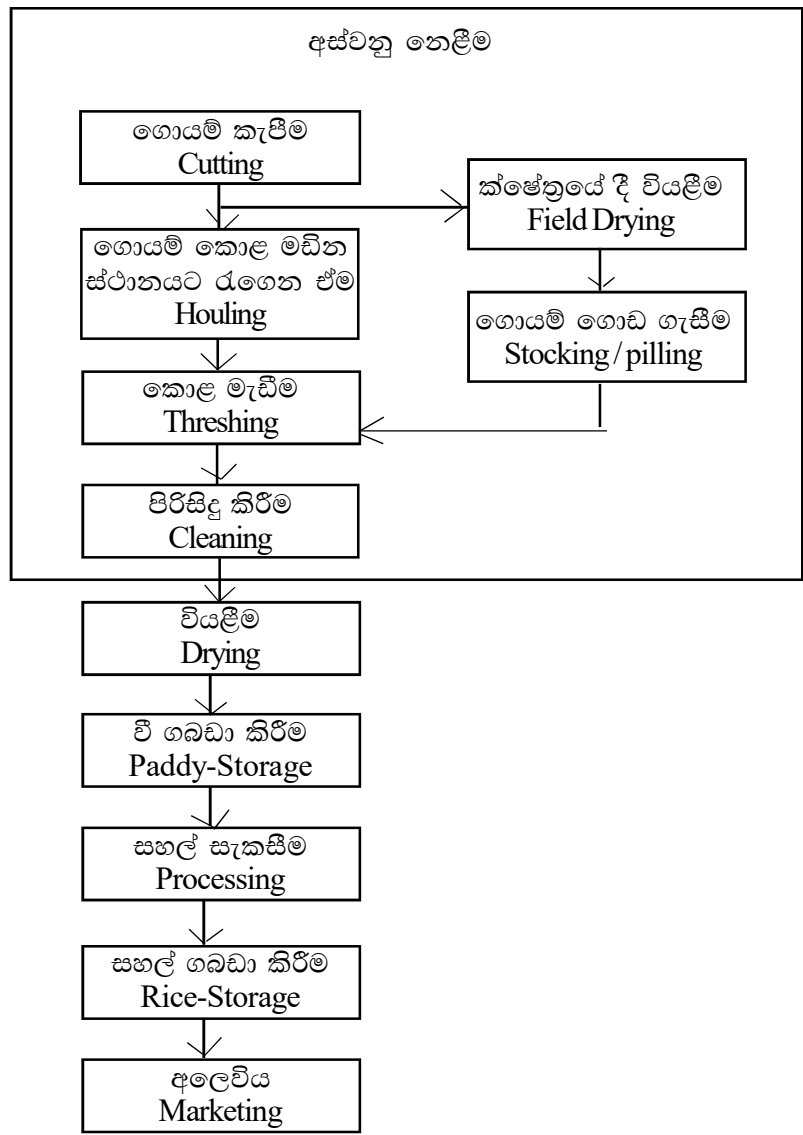 අස්වනු නෙළීම
ගොයම් කැපීම
Cutting
ක්ෂේත්‍රයේ දී වියළීම
Field Drying
ගොයම් කොළ මඩින
ස්ථානයට රැගෙන ඒම
Houling
ගොයම් ගොඩ ගැසීම
Stocking / pilling
කොළ මැඩීම
Threshing
පිරිසිදු කිරීම
Cleaning
වියළීම
Drying
වී ගබඩා කිරීම
Paddy-Storage
සහල් සැකසීම
Processing
සහල් ගබඩා කිරීම
Rice-Storage
අලෙවිය
Marketing